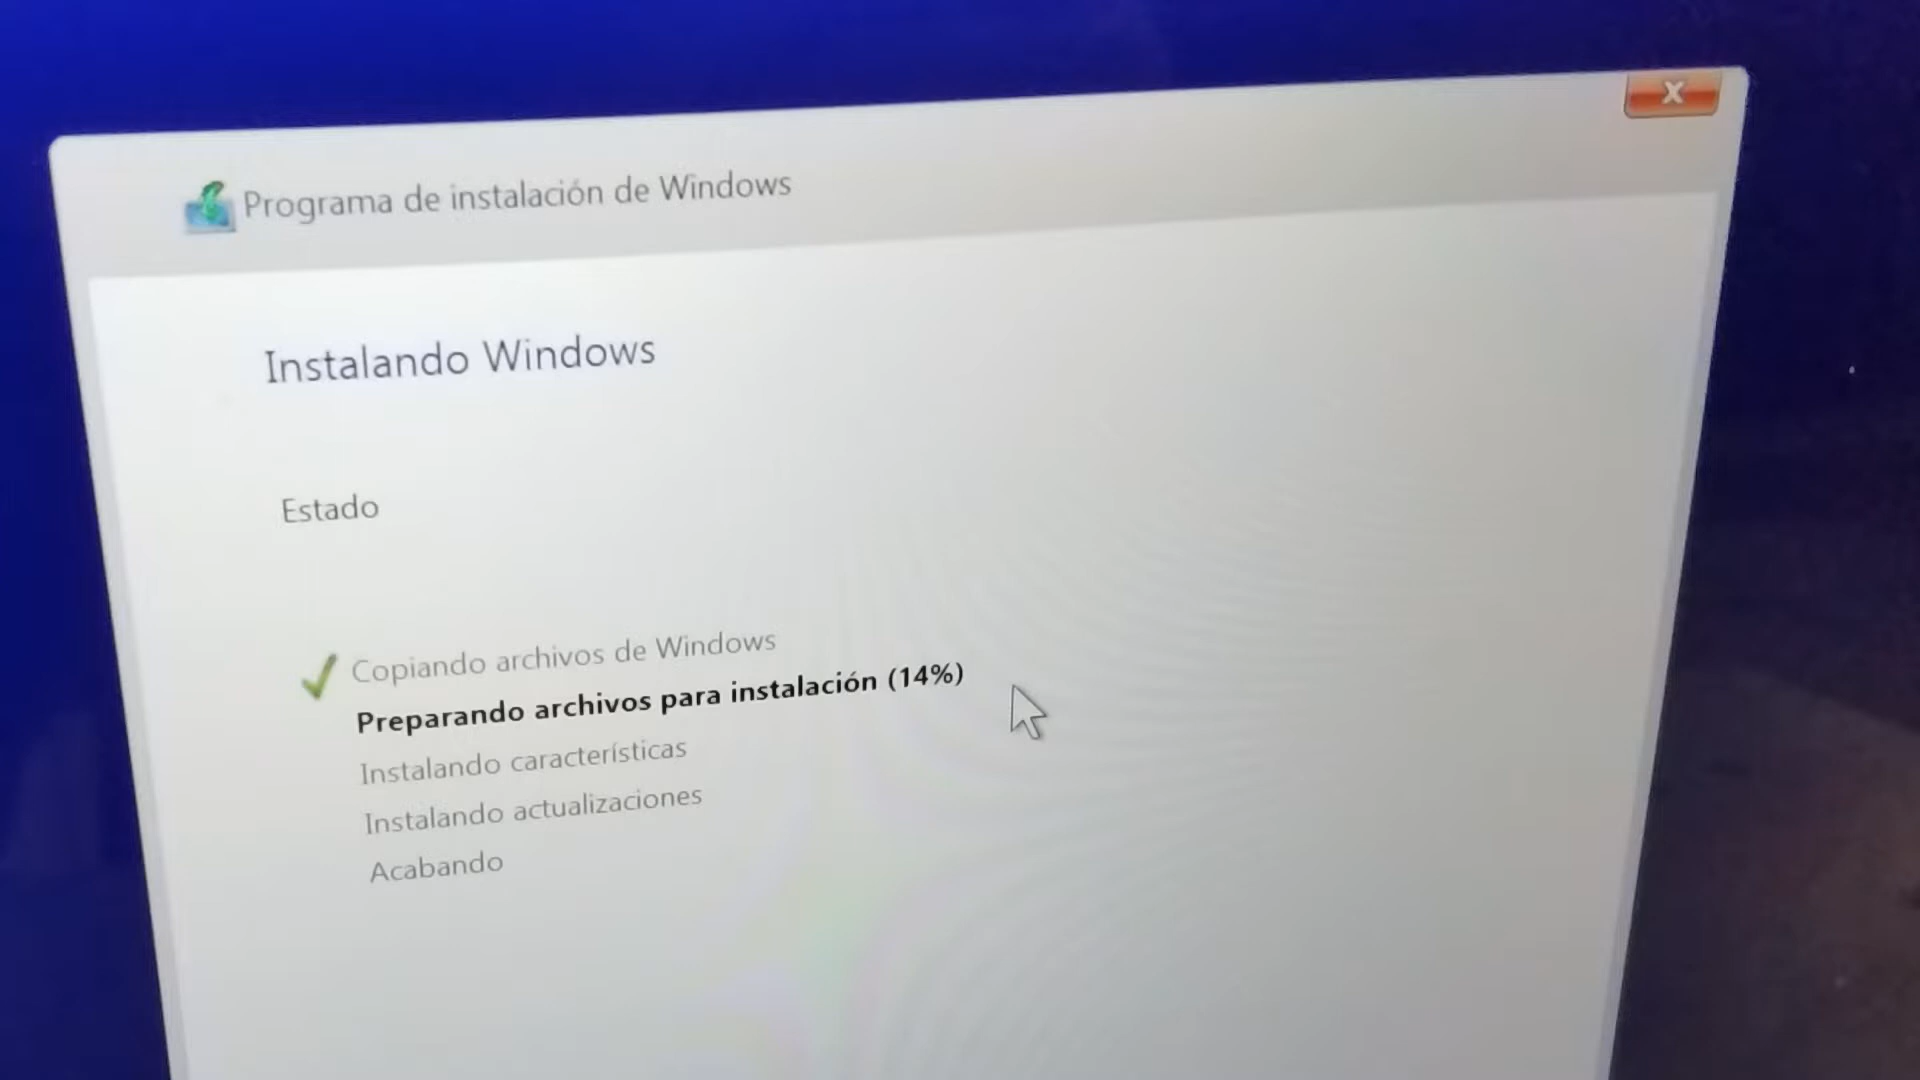 Programa de instalación de Windows
Instalando Windows
Estado
Copiando archivos de Windows
Preparando archivos para instalación (14%)
Instalando características
Instalando actualizaciones
Acabando